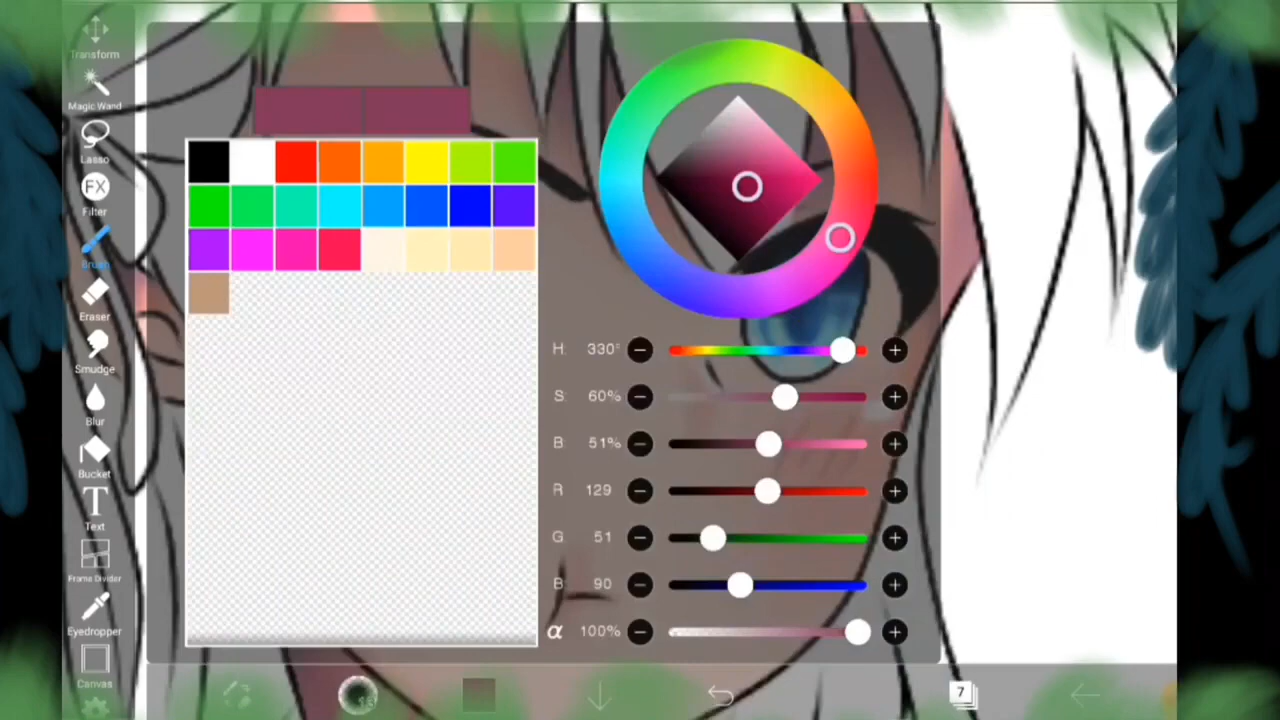 Transform
Magic Wand
Lasso
FX
Filter
Brush
Eraser
Smudge
Blur
Bucket
T
Text
Frame Divider
Eyedropper
Canvas
H: 330°
S: 60%
B: 51%
R: 129
G: 51
B: 90
α 100%
7